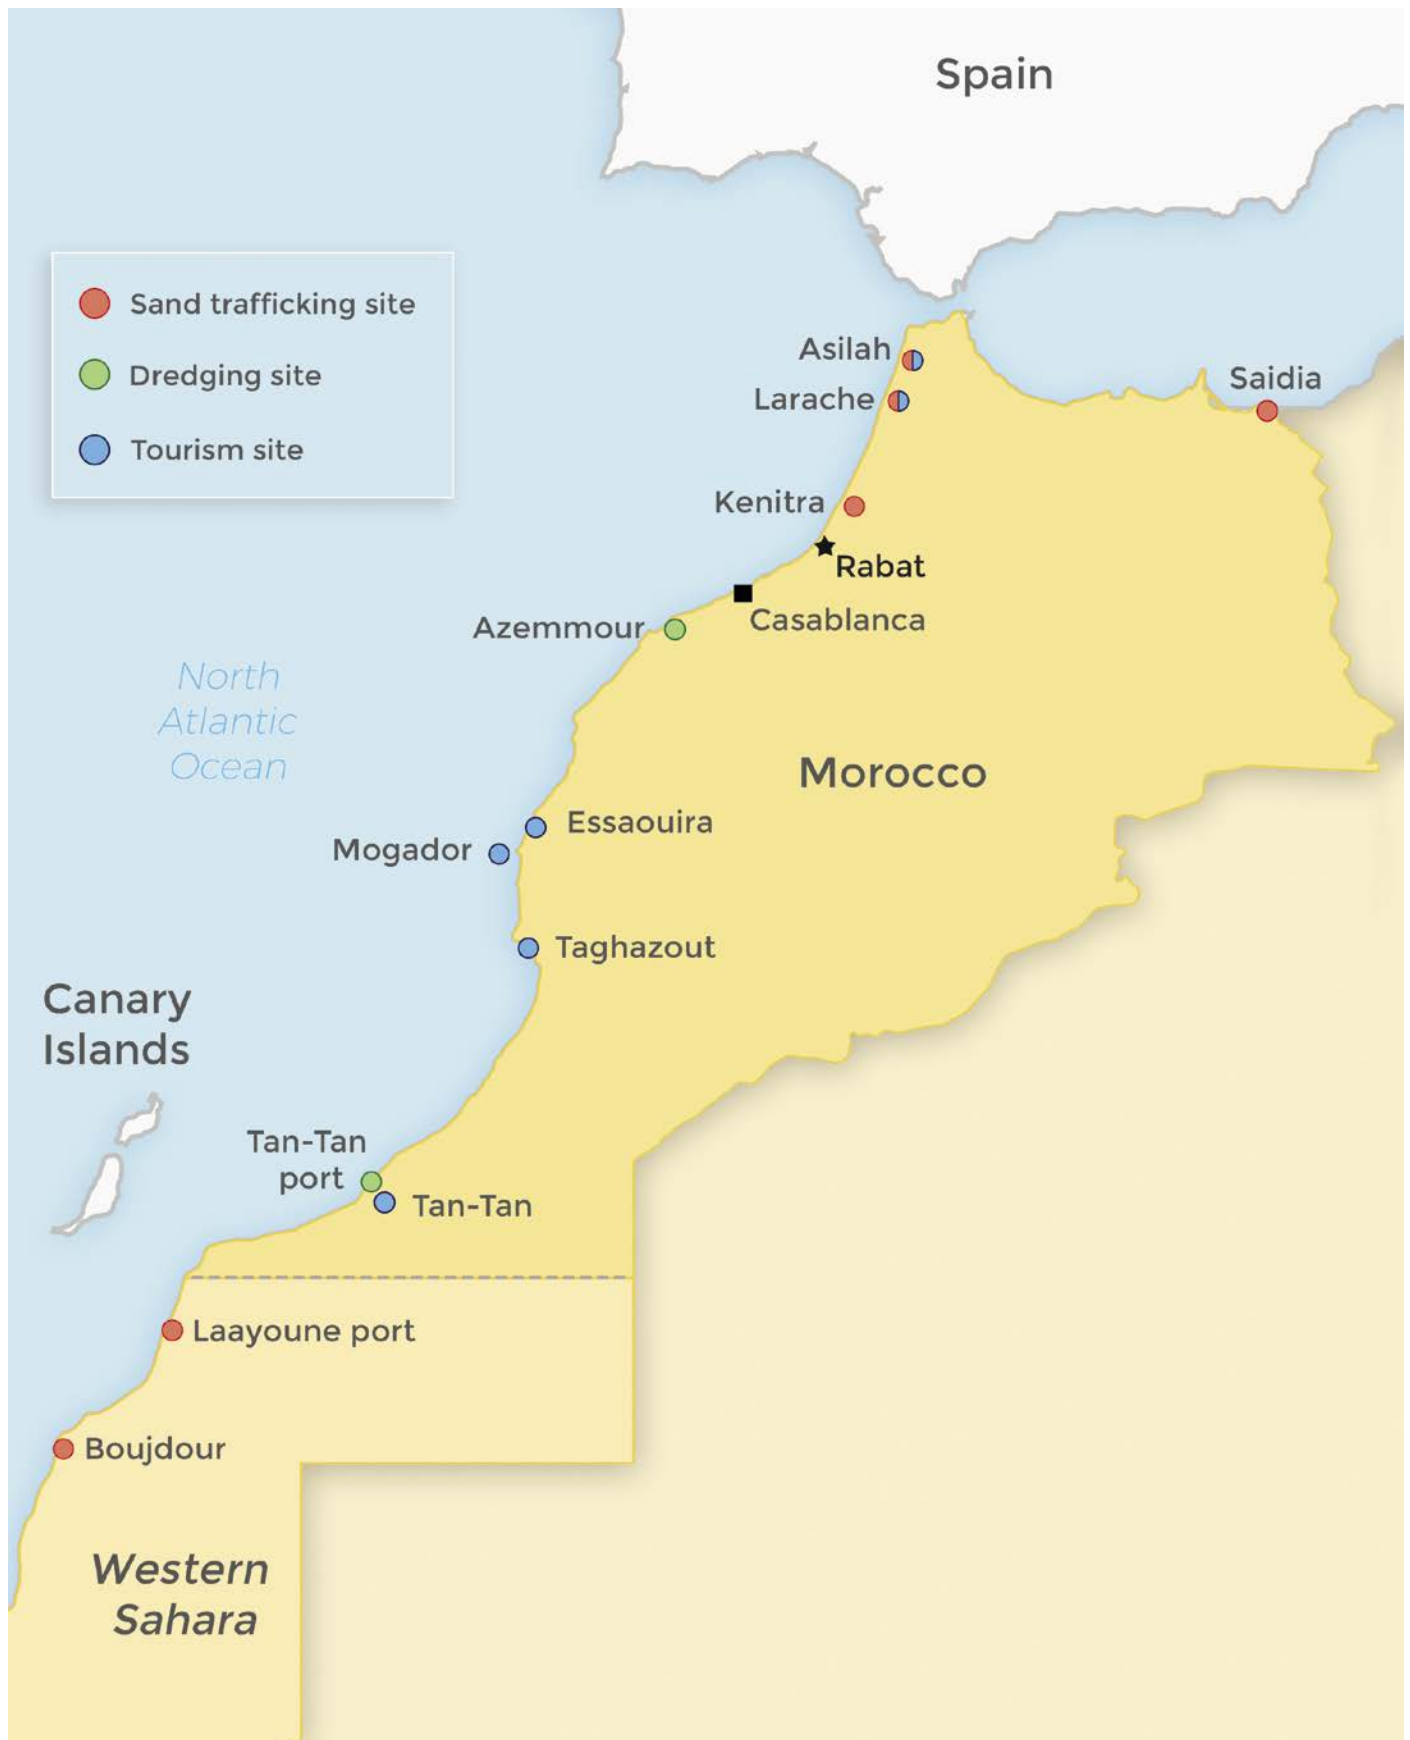 Spain
Sand trafficking site
Dredging site
Tourism site
Asilah
Larache
Saidia
Kenitra
Rabat
Casablanca
Azemmour
North
Atlantic
Ocean
Morocco
Essaouira
Mogador
Taghazout
Canary
Islands
Tan-Tan
port
Tan-Tan
Laayoune port
Boujdour
Western
Sahara